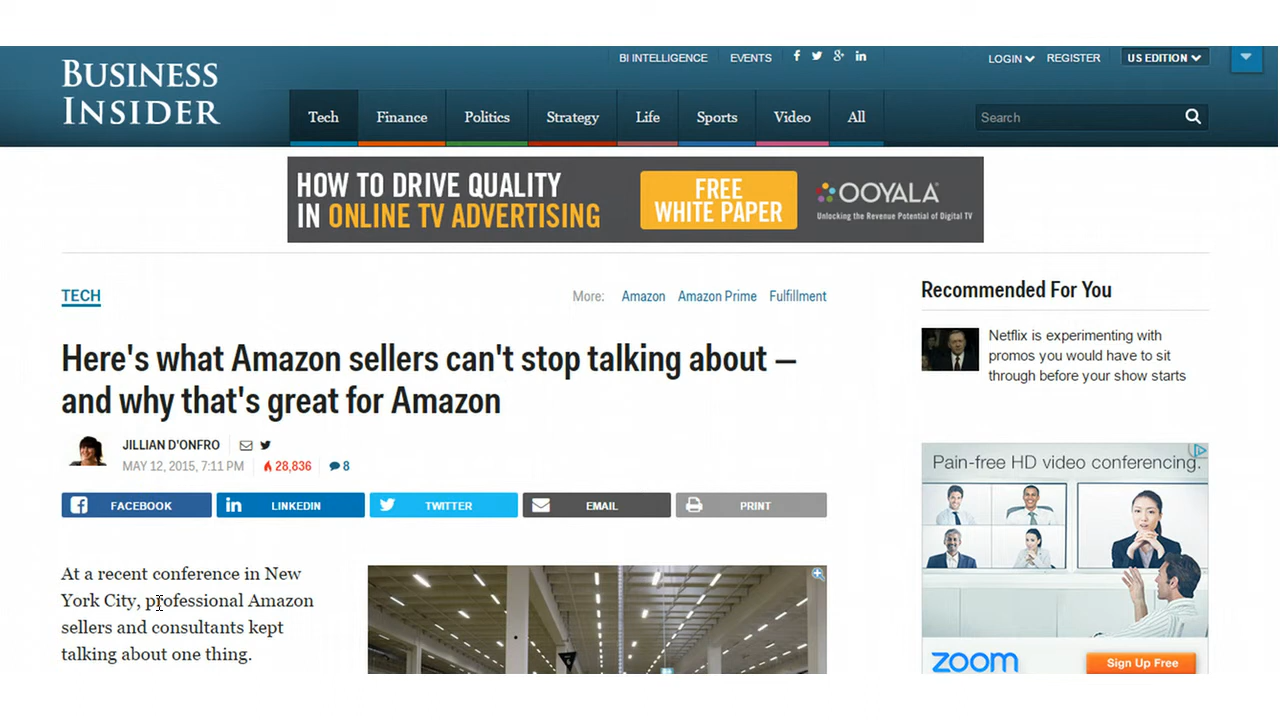 BUSINESS
INSIDER
BI INTELLIGENCE EVENTS
LOGIN REGISTER US EDITION
Tech Finance Politics Strategy Life Sports Video All
Search
HOW TO DRIVE QUALITY
IN ONLINE TV ADVERTISING
FREE
WHITE PAPER
OOYALA
Unlocking the Revenue Potential of Digital TV
TECH
More: Amazon Amazon Prime Fulfillment
Here's what Amazon sellers can't stop talking about —
and why that's great for Amazon
JILLIAN D'ONFRO
MAY 12, 2015, 7:11 PM 28,836 8
FACEBOOK LINKEDIN TWITTER EMAIL PRINT
At a recent conference in New
York City, professional Amazon
sellers and consultants kept
talking about one thing.
Recommended For You
Netflix is experimenting with
promos you would have to sit
through before your show starts
Pain-free HD video conferencing.
zoom
Sign Up Free